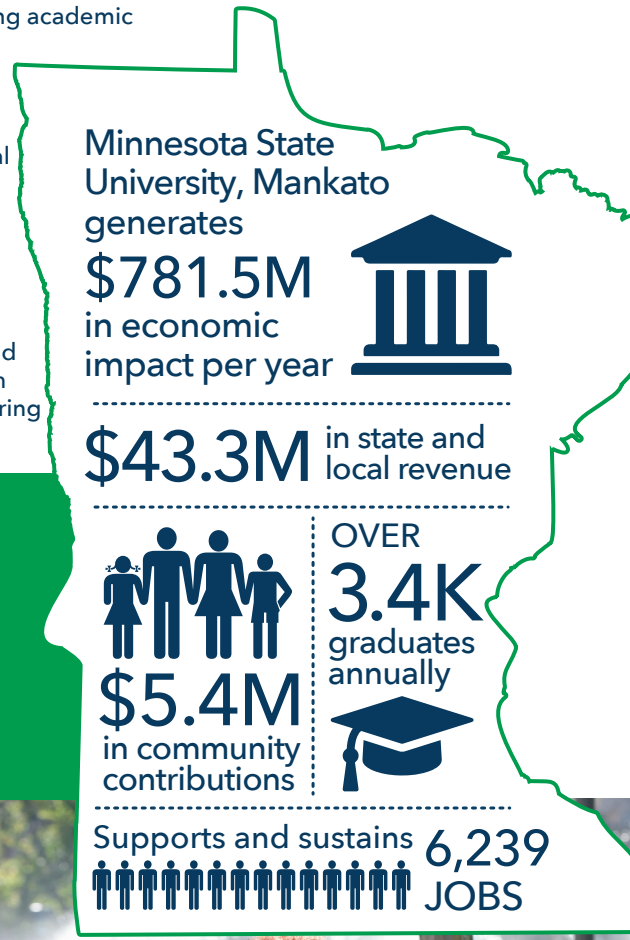 ng academic
al
d
n
ring
Minnesota State
University, Mankato
generates
$781.5M
in economic
impact per year
$43.3M
in state and
local revenue
$5.4M
in community
contributions
OVER
3.4K
graduates
annually
Supports and sustains
6,239
JOBS